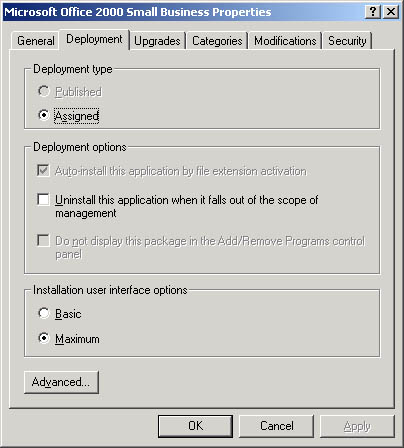 Microsoft Office 2000 Small Business Properties
General Deployment Upgrades Categories Modifications Security
Deployment type
Published
Assigned
Deployment options
Auto-install this application by file extension activation
Uninstall this application when it falls out of the scope of
management
Do not display this package in the Add/Remove Programs control
panel
Installation user interface options
Basic
Maximum
Advanced...
OK Cancel Apply